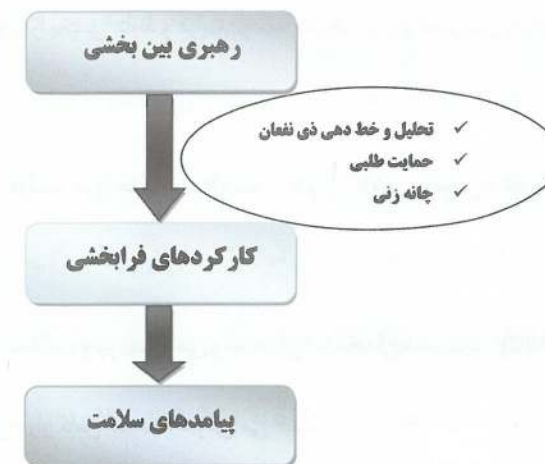 رهبری بین بخشی
✓ تحلیل و خط دهی ذی نفعان
✓ حمایت طلبی
✓ چانه زنی
کارکردهای فرابخشی
پیامدهای سلامت